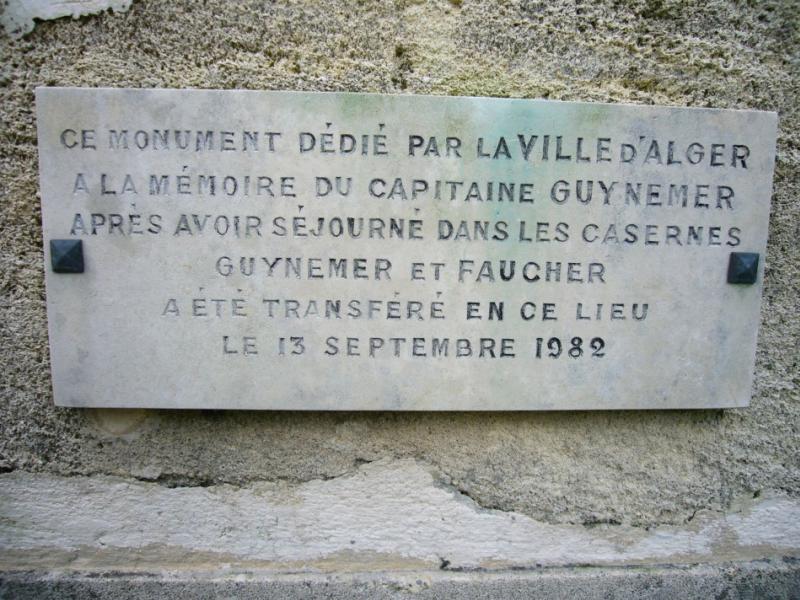 CE MONUMENT DÉDIÉ PAR LA VILLE D'ALGER
A LA MÉMOIRE DU CAPITAINE GUYNEMER
APRÈS AVOIR SÉJOURNÉ DANS LES CASERNES
GUYNEMER ET FAUCHER
A ÉTÉ TRANSFÉRÉ EN CE LIEU
LE 13 SEPTEMBRE 1982